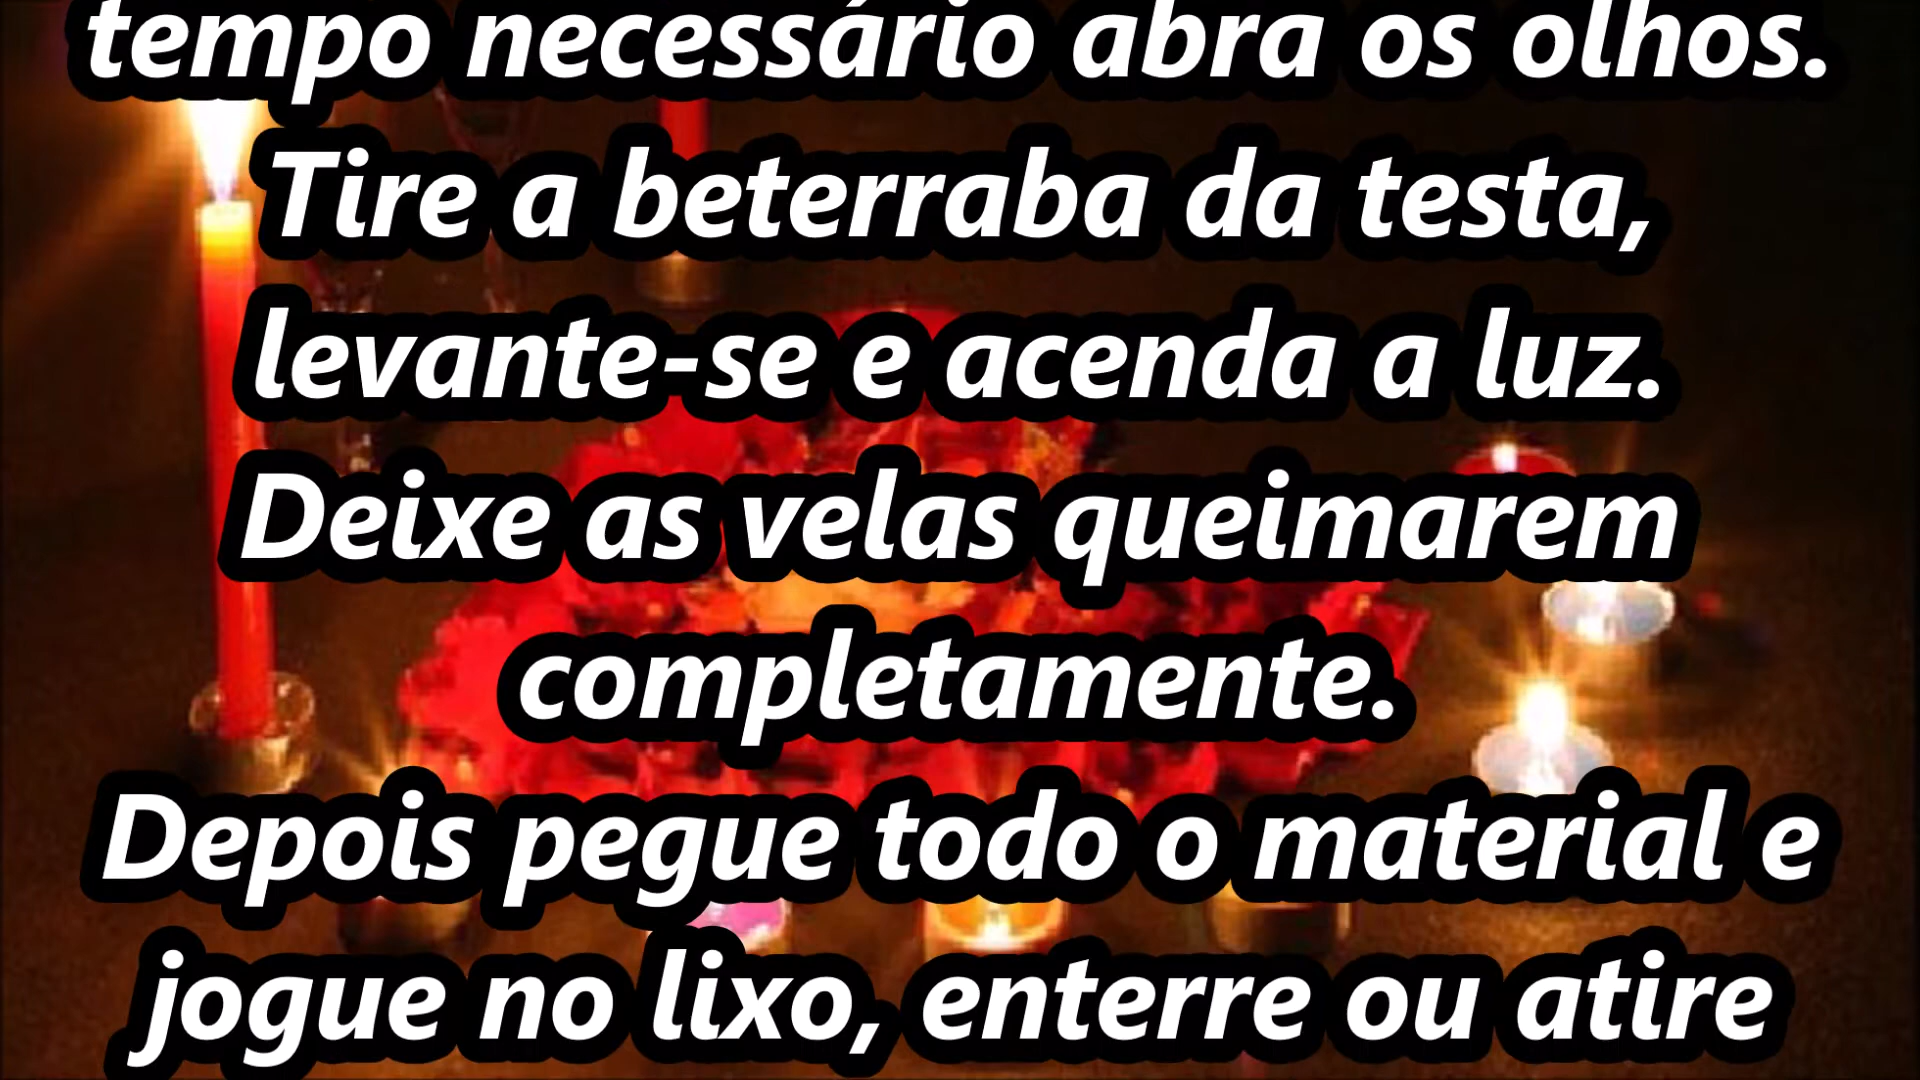 tempo necessário abra os olhos.
Tire a beterraba da testa,
levante-se e acenda a luz.
Deixe as velas queimarem
completamente.
Depois pegue todo o material e
jogue no lixo, enterre ou atire